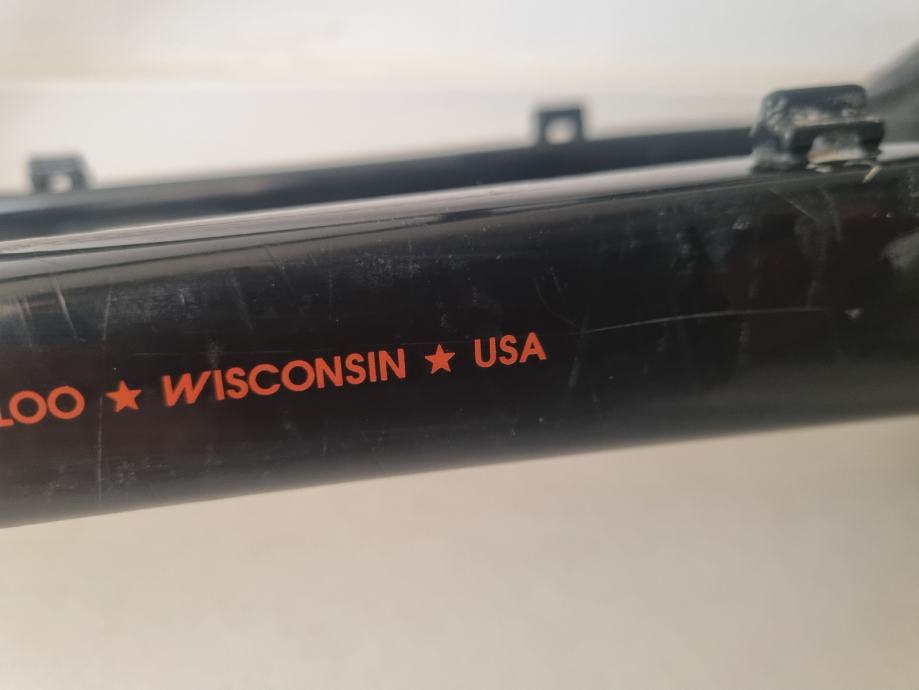 LOO ★ WISCONSIN ★ USA